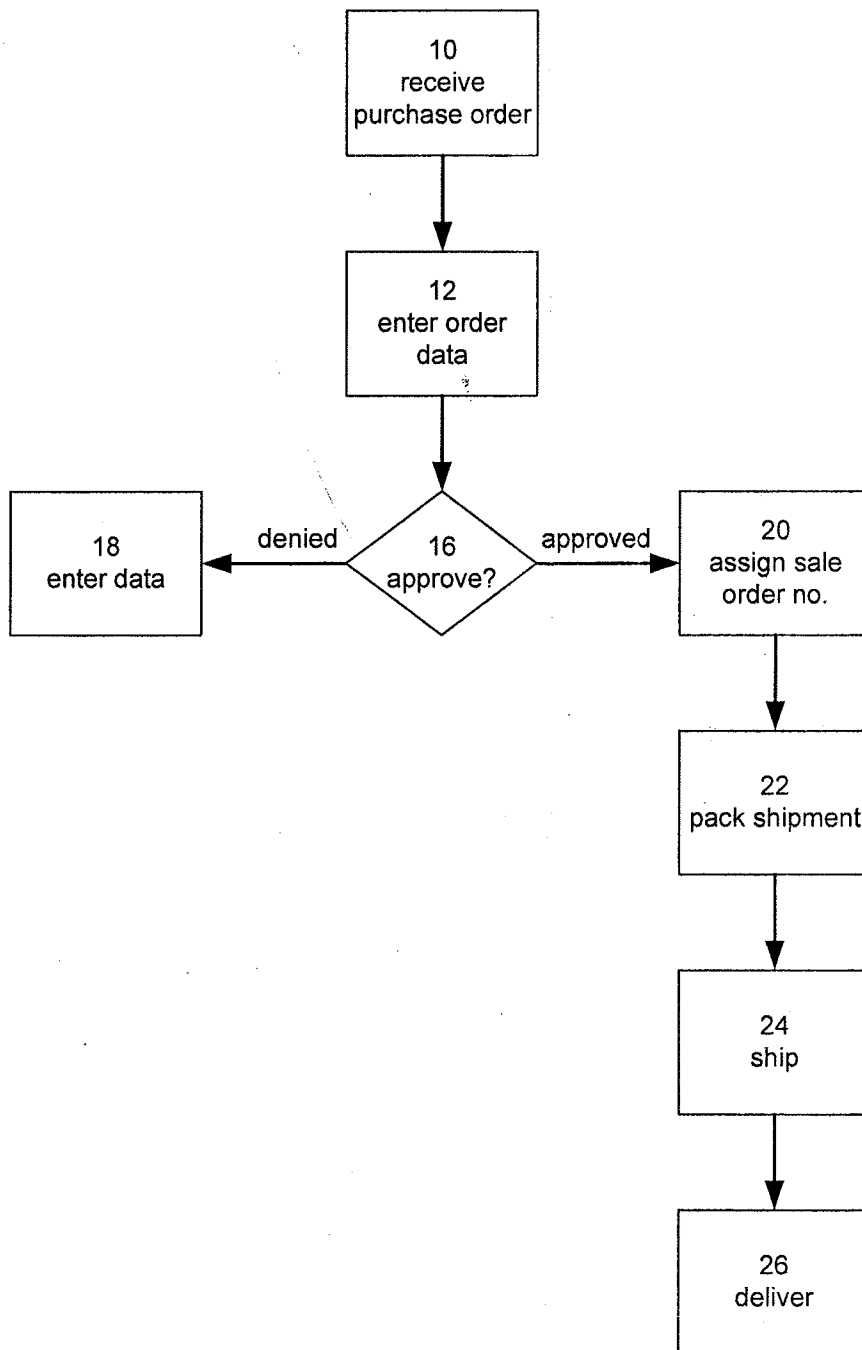 10
receive
purchase order
12
enter order
data
18
enter data
denied
16
approve?
approved
20
assign sale
order no.
22
pack shipment
24
ship
26
deliver